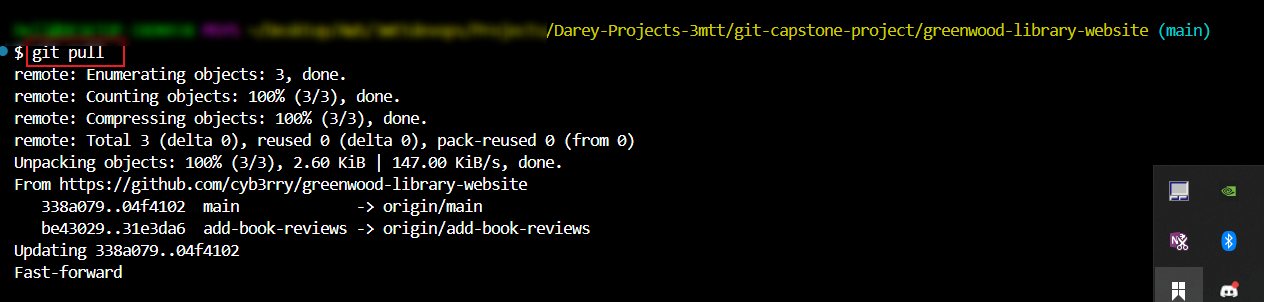 /Darey-Projects-3mtt/git-capstone-project/greenwood-library-website (main)
$ git pull
remote: Enumerating objects: 3, done.
remote: Counting objects: 100% (3/3), done.
remote: Compressing objects: 100% (3/3), done.
remote: Total 3 (delta 0), reused 0 (delta 0), pack-reused 0 (from 0)
Unpacking objects: 100% (3/3), 2.60 KiB | 147.00 KiB/s, done.
From https://github.com/cyb3rry/greenwood-library-website
   338a079..04f4102  main             -> origin/main
   be43029..31e3da6  add-book-reviews -> origin/add-book-reviews
Updating 338a079..04f4102
Fast-forward